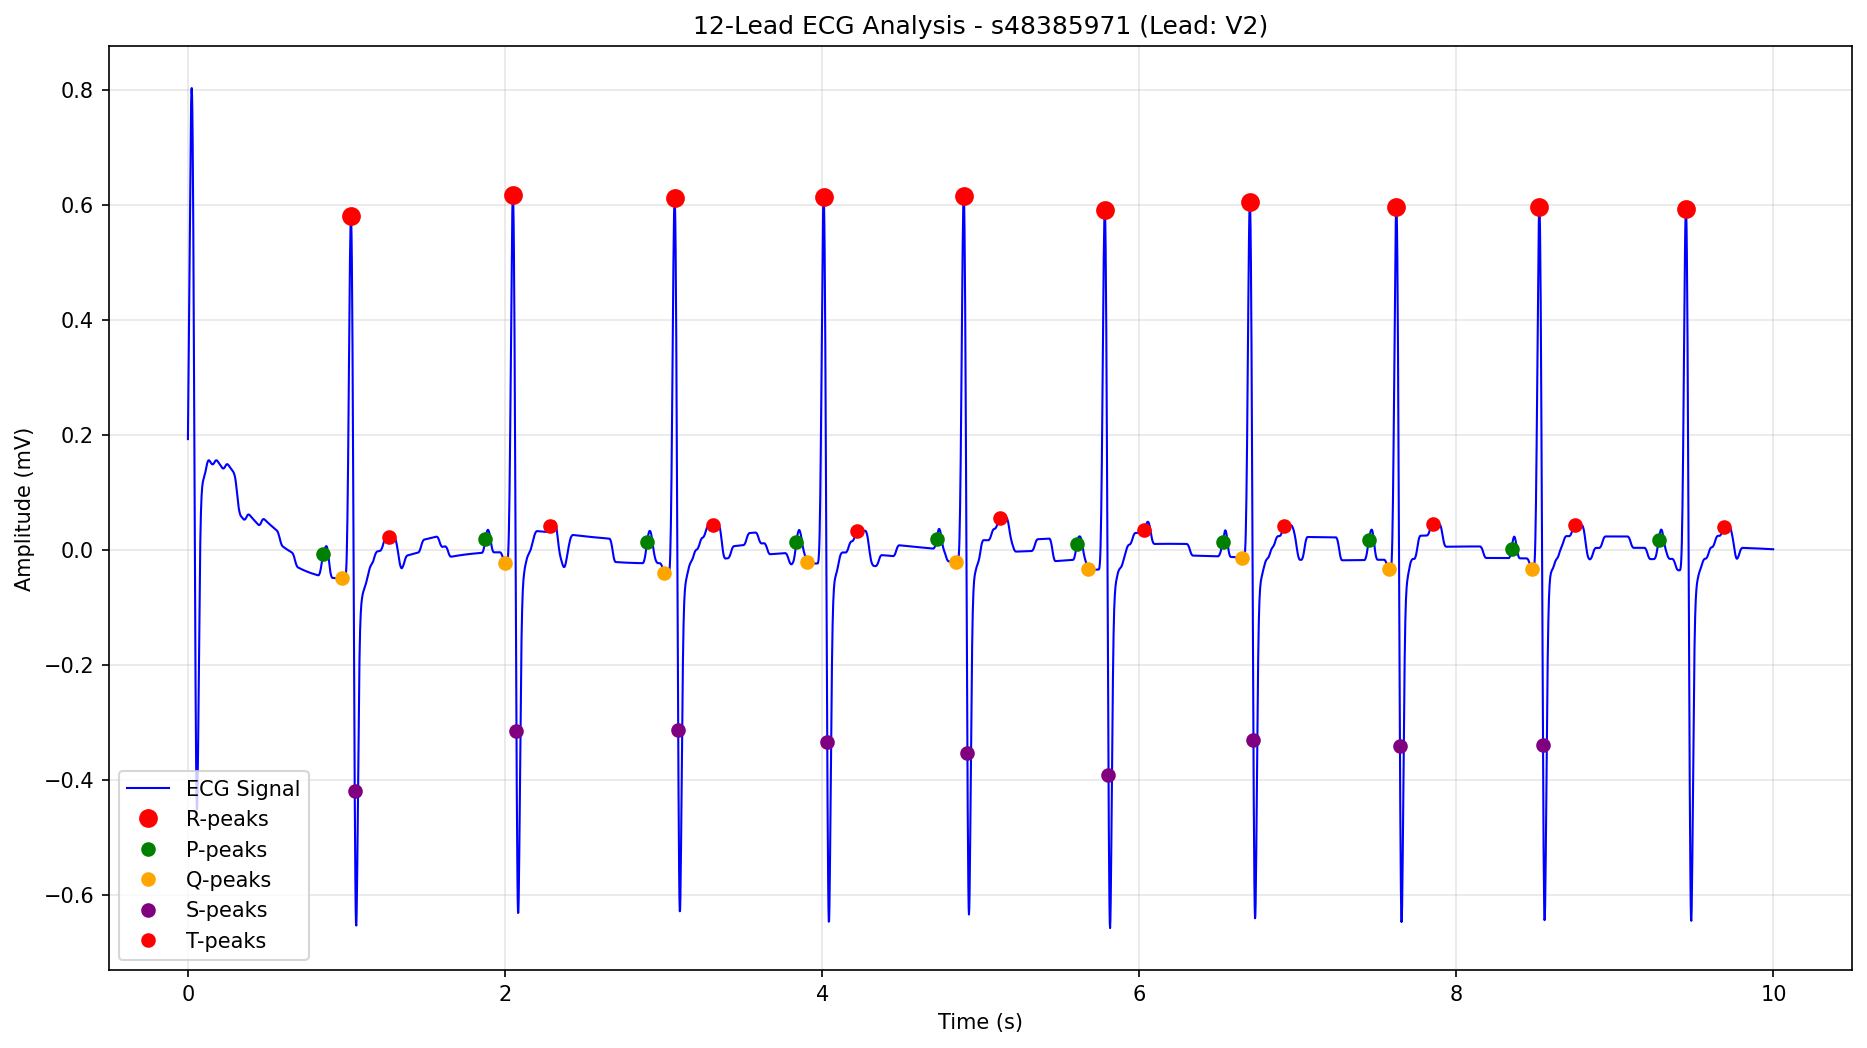 12-Lead ECG Analysis - s48385971 (Lead: V2)
Amplitude (mV)
0.8
0.6
0.4
0.2
0.0
−0.2
−0.4
−0.6
ECG Signal
R-peaks
P-peaks
Q-peaks
S-peaks
T-peaks
0 2 4 6 8 10
Time (s)